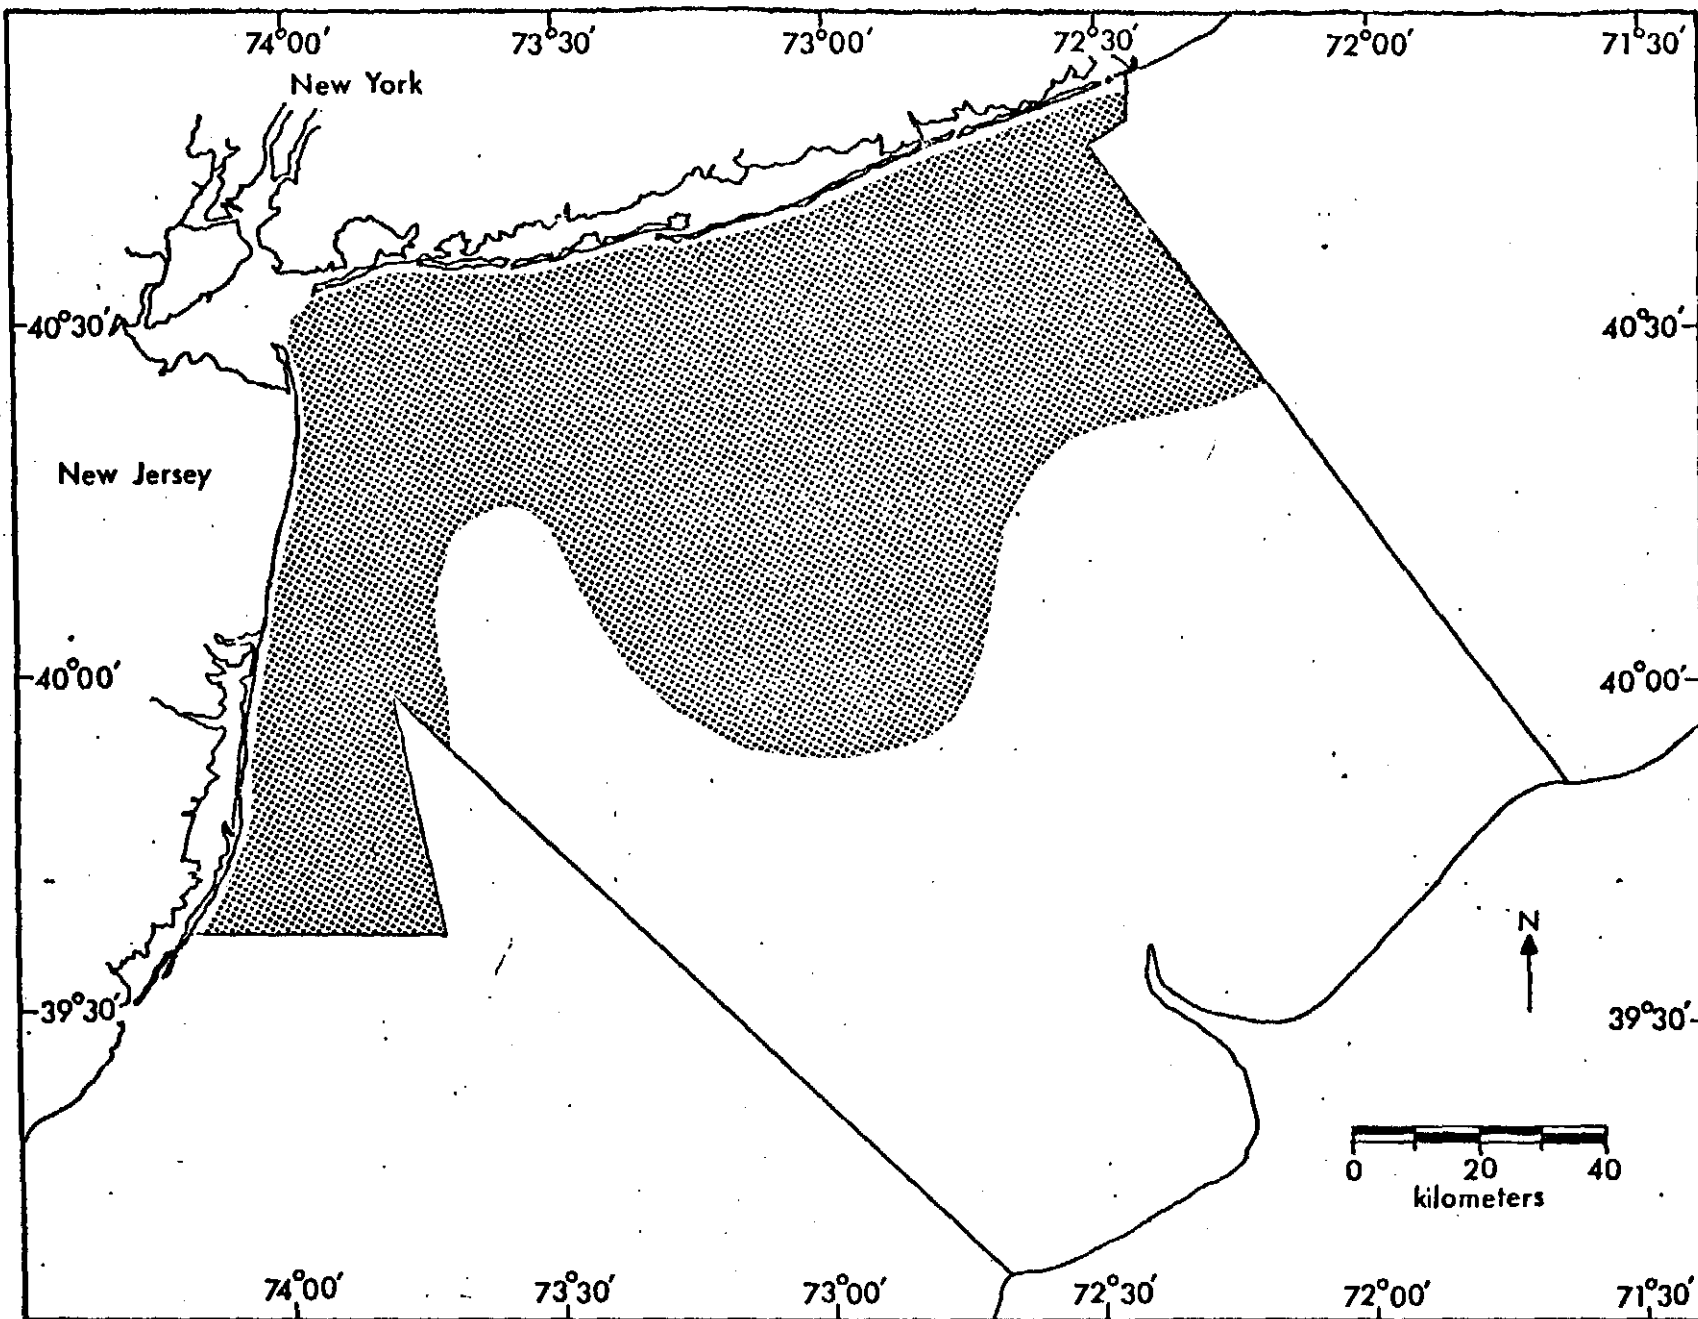 74°00′ 73°30′ 73°00′ 72°30′ 72°00′ 71°30′
New York
40°30′ 40°30′
New Jersey
40°00′ 40°00′
N
39°30′ 39°30′
0 20 40
kilometers
74°00′ 73°30′ 73°00′ 72°30′ 72°00′ 71°30′